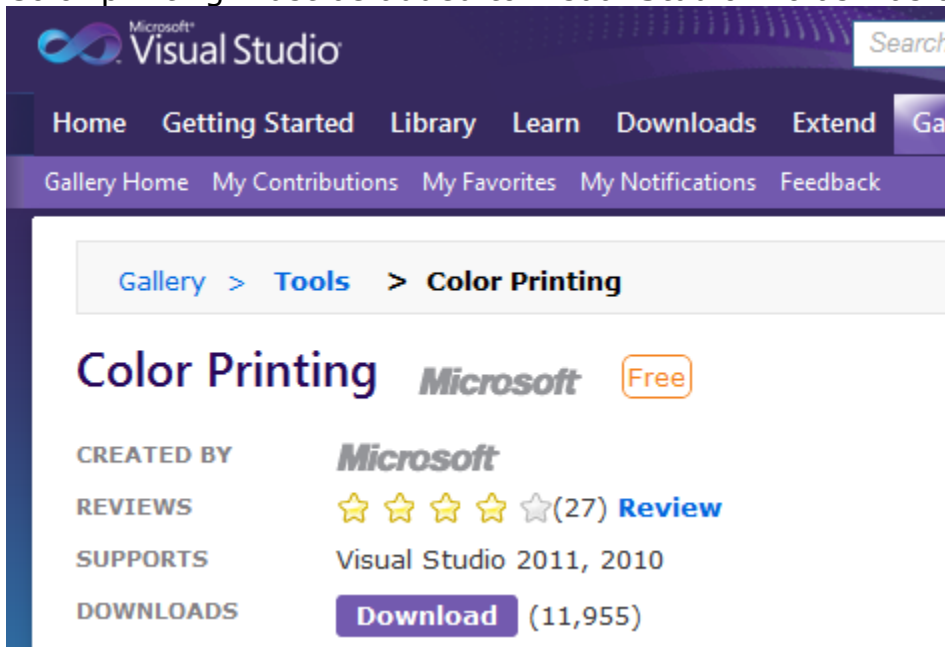 Microsoft®
Visual Studio
Search
Home Getting Started Library Learn Downloads Extend Ga
Gallery Home My Contributions My Favorites My Notifications Feedback
Gallery > Tools > Color Printing
Color Printing Microsoft Free
CREATED BY Microsoft
REVIEWS (27) Review
SUPPORTS Visual Studio 2011, 2010
DOWNLOADS Download (11,955)